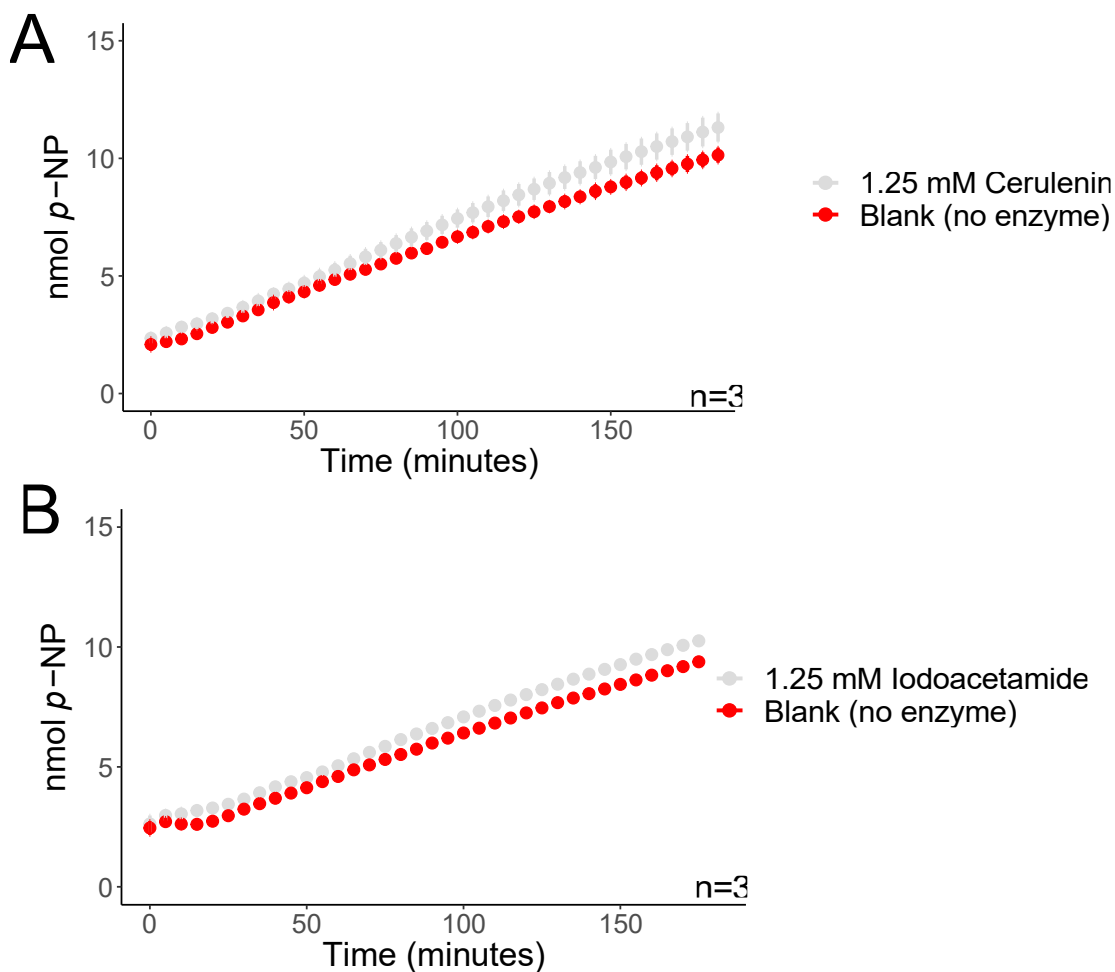 A
15
10
5
0
nmol p−NP
0 50 100 150
Time (minutes)
n=3
1.25 mM Cerulenin
Blank (no enzyme)
B
15
10
5
0
nmol p−NP
0 50 100 150
Time (minutes)
n=3
1.25 mM Iodoacetamide
Blank (no enzyme)